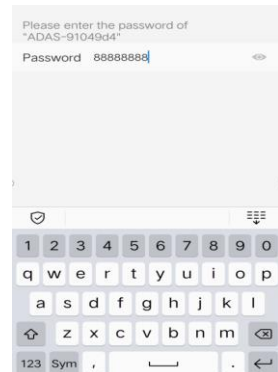 Please enter the password of
"ADAS-91049d4"
Password 88888888
1 2 3 4 5 6 7 8 9 0
q w e r t y u i o p
a s d f g h j k l
z x c v b n m
123 Sym , .